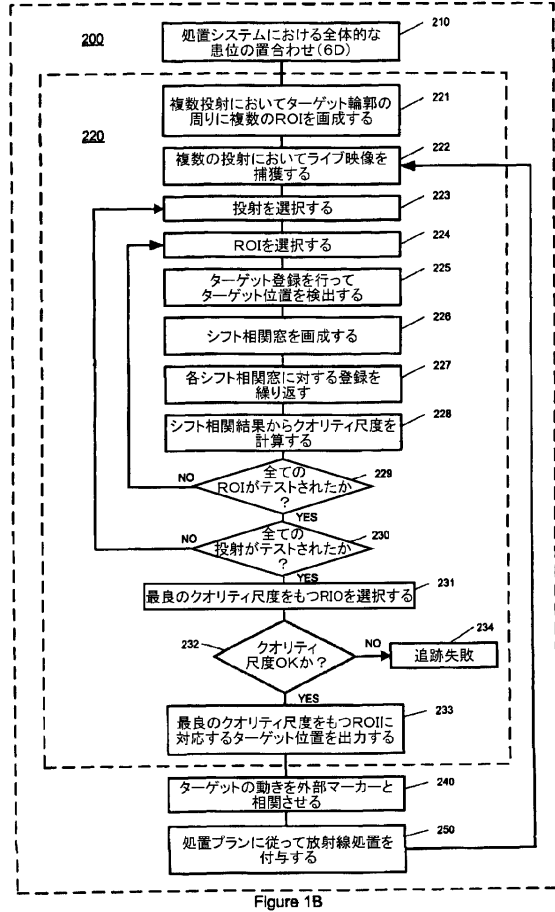 200
処置システムにおける全体的な
患位の置合わせ(6D)
210
220
複数投射においてターゲット輪郭の
周りに複数のROIを画成する
221
複数の投射においてライブ映像を
捕獲する
222
投射を選択する
223
ROIを選択する
224
ターゲット登録を行って
ターゲット位置を検出する
225
シフト相関窓を画成する
226
各シフト相関窓に対する登録を
繰り返す
227
シフト相関結果からクオリティ尺度を
計算する
228
NO
全ての
ROIがテストされたか
?
229
YES
NO
全ての
投射がテストされたか
?
230
YES
最良のクオリティ尺度をもつRIOを選択する
231
232
クオリティ
尺度OKか?
NO
234
追跡失敗
YES
最良のクオリティ尺度をもつROIIに
対応するターゲット位置を出力する
233
ターゲットの動きを外部マーカーと
相関させる
240
処置プランに従って放射線処置を
付与する
250
Figure 1B